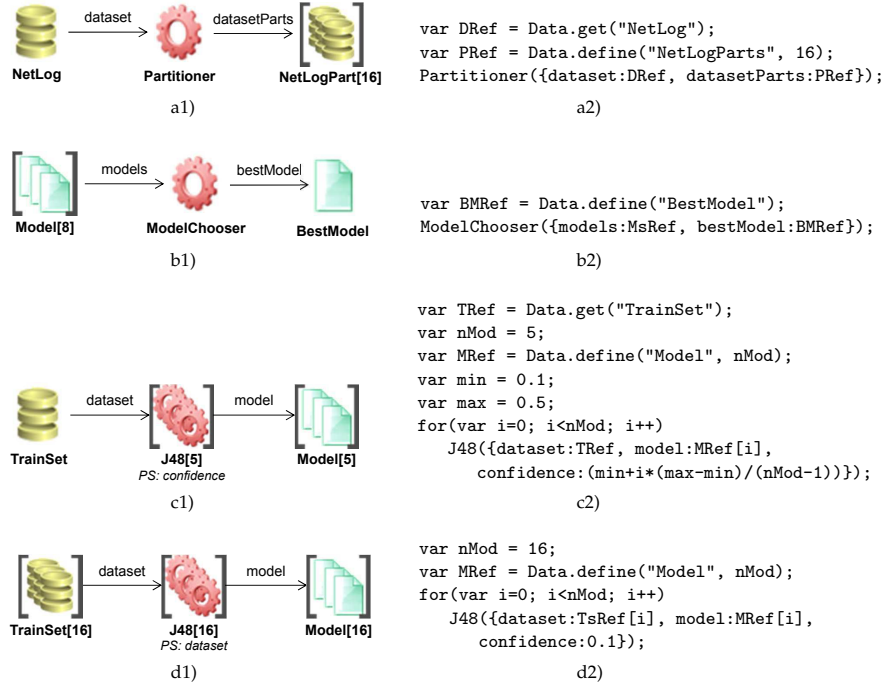 dataset
datasetParts
NetLog
Partitioner
NetLogPart[16]
a1)
var DRef = Data.get("NetLog");
var PRef = Data.define("NetLogParts", 16);
Partitioner({dataset:DRef, datasetParts:PRef});
a2)
models
bestModel
Model[8]
ModelChooser
BestModel
b1)
var BMRef = Data.define("BestModel");
ModelChooser({models:MsRef, bestModel:BMRef});
b2)
dataset
model
TrainSet
J48[5]
Model[5]
PS: confidence
c1)
var TRef = Data.get("TrainSet");
var nMod = 5;
var MRef = Data.define("Model", nMod);
var min = 0.1;
var max = 0.5;
for(var i=0; i<nMod; i++)
J48({dataset:TRef, model:MRef[i],
confidence:(min+i*(max-min)/(nMod-1))});
c2)
dataset
model
TrainSet[16]
J48[16]
Model[16]
PS: dataset
d1)
var nMod = 16;
var MRef = Data.define("Model", nMod);
for(var i=0; i<nMod; i++)
J48({dataset:TsRef[i], model:MRef[i],
confidence:0.1});
d2)